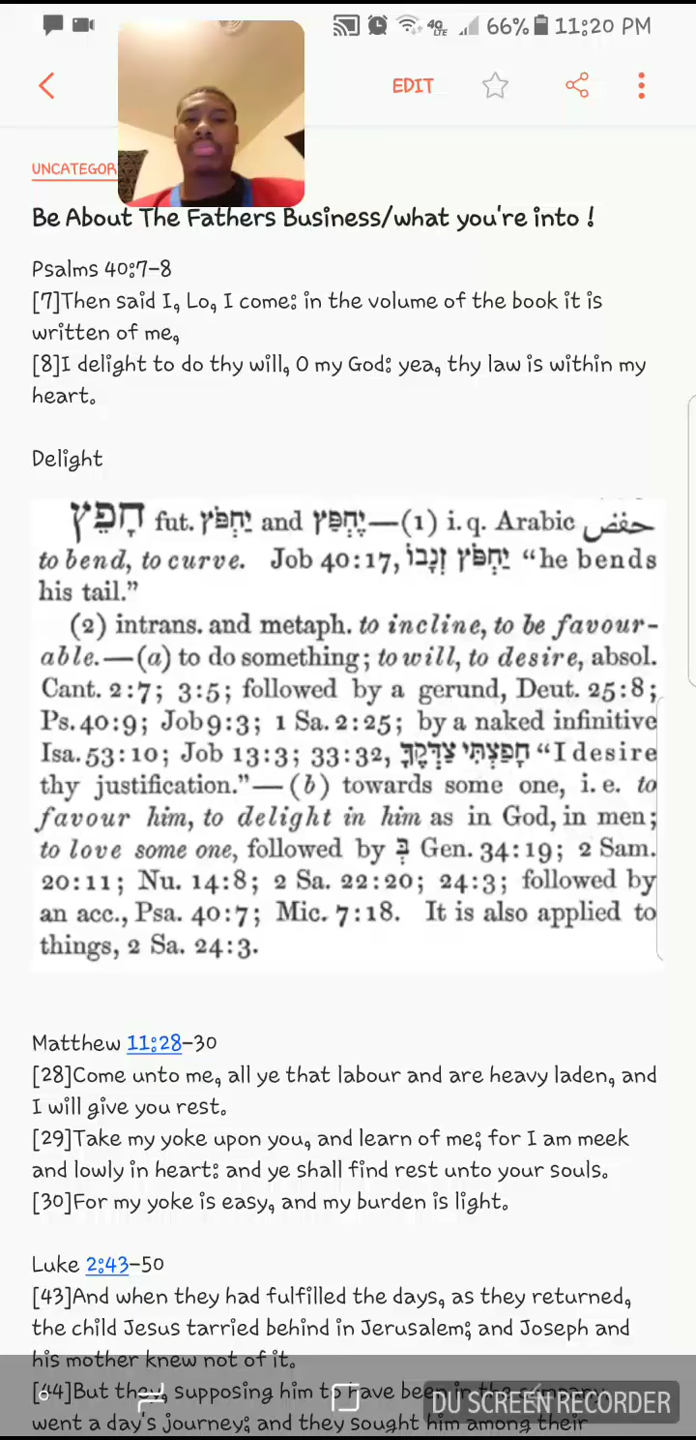 66% 11:20 PM
EDIT
UNCATEGOR
Be About The Fathers Business/what you're into !
Psalms 40:7-8
[7]Then said I, Lo, I come: in the volume of the book it is
written of me,
[8]I delight to do thy will, O my God: yea, thy law is within my
heart.
Delight
חָפֵץ fut. יַחְפֹּץ and יֶחְפַּץ—(1) i. q. Arabic حفض
to bend, to curve. Job 40:17, יַחְפֹּץ זְנָבוֹ “he bends
his tail.”
(2) intrans. and metaph. to incline, to be favour-
able.—(a) to do something; to will, to desire, absol.
Cant. 2:7; 3:5; followed by a gerund, Deut. 25:8;
Ps. 40:9; Job 9:3; 1 Sa. 2:25; by a naked infinitive
Isa. 53:10; Job 13:3; 33:32, חָפַצְתִּי צַדְּקֶךָּ “I desire
thy justification.”—(b) towards some one, i. e. to
favour him, to delight in him as in God, in men;
to love some one, followed by בְּ Gen. 34:19; 2 Sam.
20:11; Nu. 14:8; 2 Sa. 22:20; 24:3; followed by
an acc., Psa. 40:7; Mic. 7:18. It is also applied to
things, 2 Sa. 24:3.
Matthew 11:28-30
[28]Come unto me, all ye that labour and are heavy laden, and
I will give you rest.
[29]Take my yoke upon you, and learn of me; for I am meek
and lowly in heart: and ye shall find rest unto your souls.
[30]For my yoke is easy, and my burden is light.
Luke 2:43-50
[43]And when they had fulfilled the days, as they returned,
the child Jesus tarried behind in Jerusalem; and Joseph and
his mother knew not of it.
[44]But they, supposing him to have been in the company,
DU SCREEN RECORDER
went a day's journey; and they sought him among their